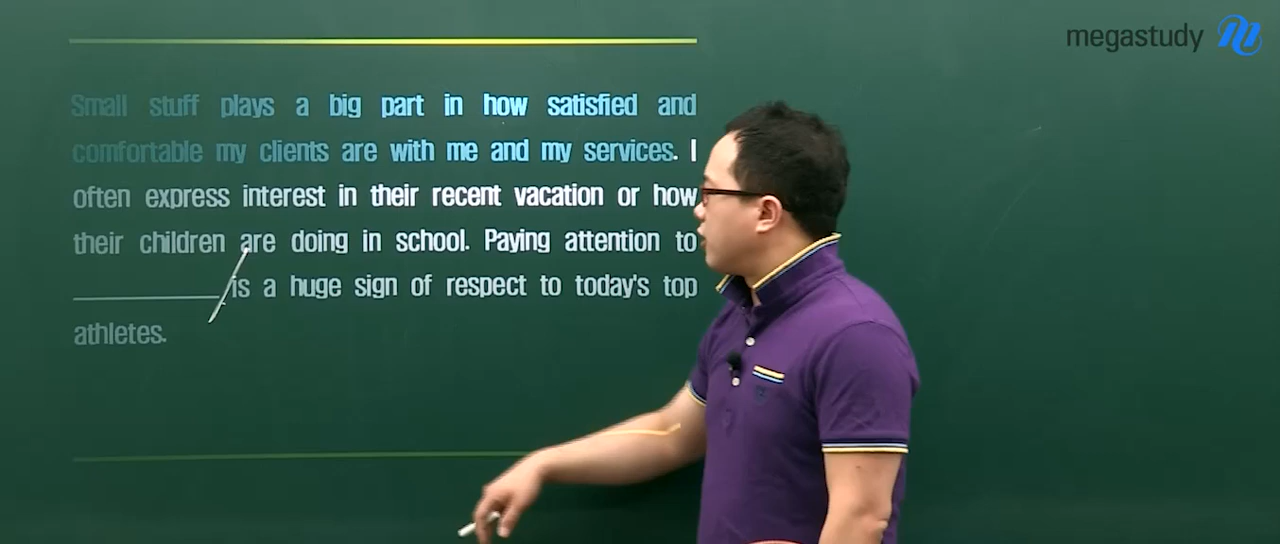 megastudy
Small stuff plays a big part in how satisfied and
comfortable my clients are with me and my services. I
often express interest in their recent vacation or how
their children are doing in school. Paying attention to
is a huge sign of respect to today's top
athletes.